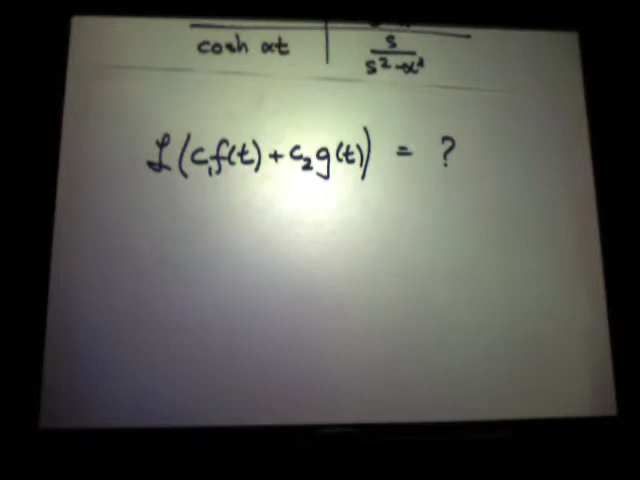 cosh αt | s / s² - α²
ℒ(c₁f(t) + c₂g(t)) = ?